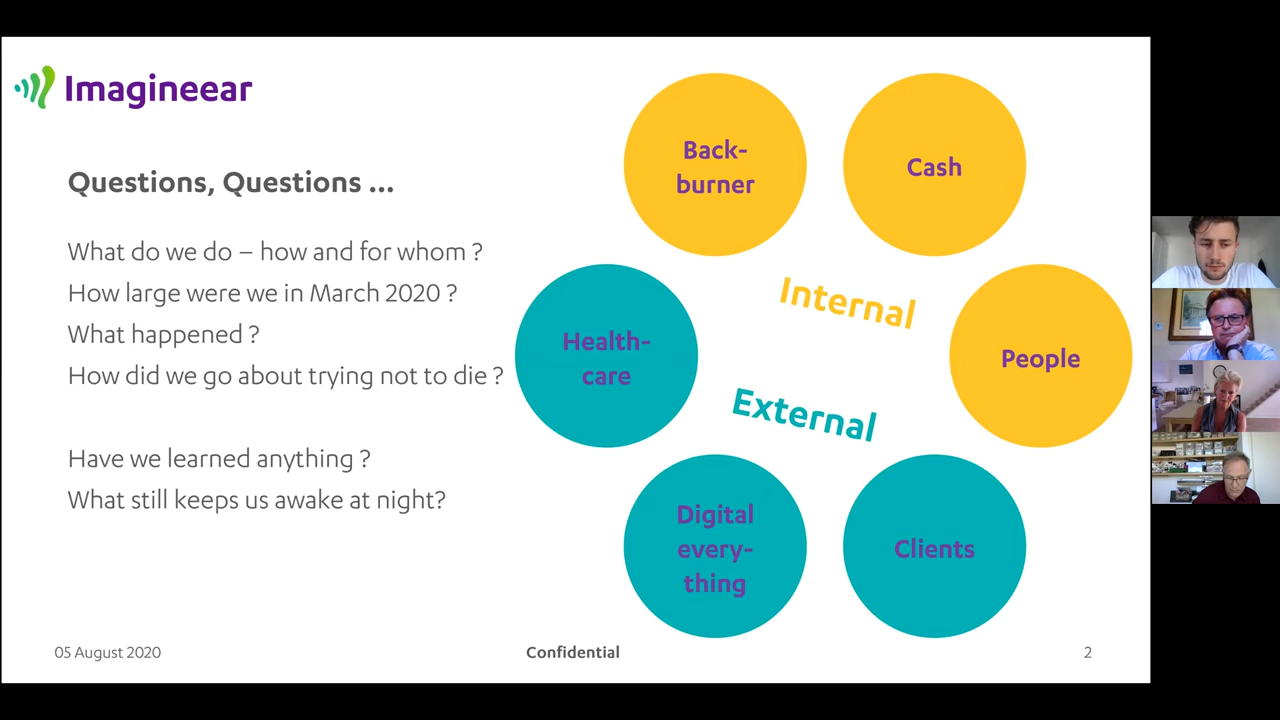 Imagineear
Questions, Questions ...
What do we do – how and for whom ?
How large were we in March 2020 ?
What happened ?
How did we go about trying not to die ?
Have we learned anything ?
What still keeps us awake at night?
Back-
burner
Cash
Internal
Health-
care
People
External
Digital
every-
thing
Clients
05 August 2020
Confidential
2